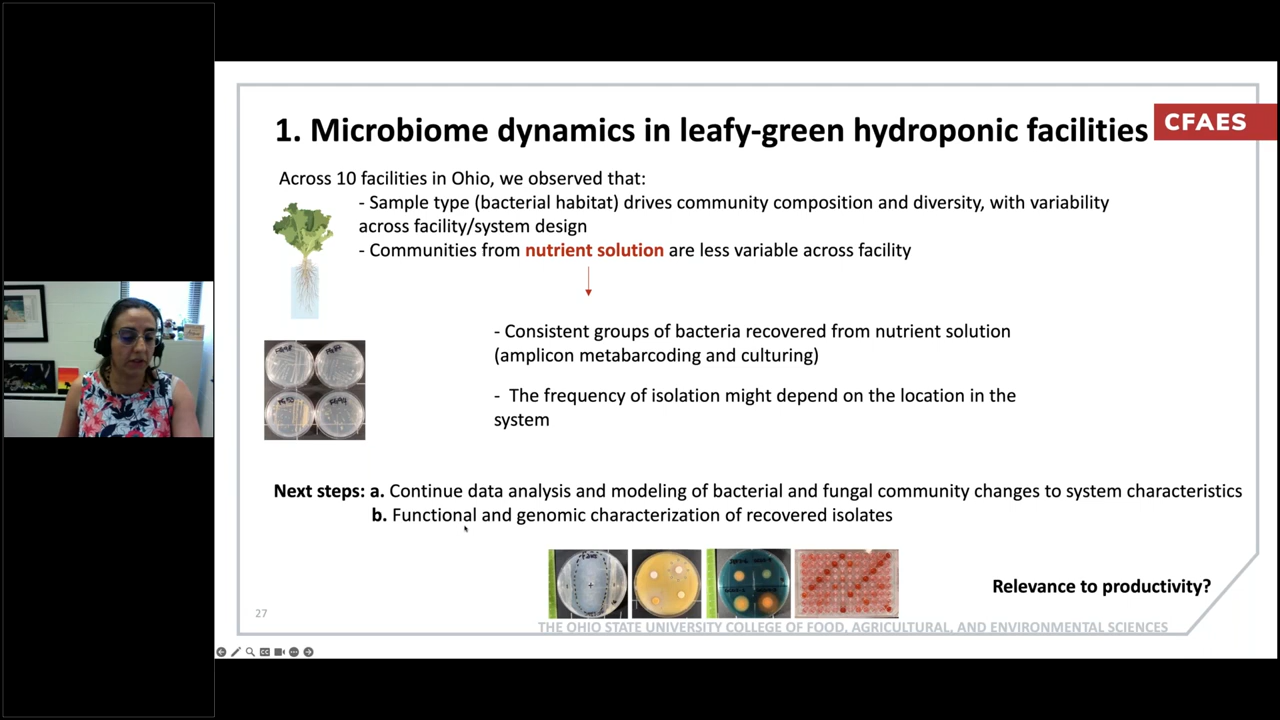 1. Microbiome dynamics in leafy-green hydroponic facilities
CFAES
Across 10 facilities in Ohio, we observed that:
- Sample type (bacterial habitat) drives community composition and diversity, with variability
across facility/system design
- Communities from nutrient solution are less variable across facility
- Consistent groups of bacteria recovered from nutrient solution
(amplicon metabarcoding and culturing)
- The frequency of isolation might depend on the location in the
system
Next steps: a. Continue data analysis and modeling of bacterial and fungal community changes to system characteristics
b. Functional and genomic characterization of recovered isolates
Relevance to productivity?
27
THE OHIO STATE UNIVERSITY COLLEGE OF FOOD, AGRICULTURAL, AND ENVIRONMENTAL SCIENCES